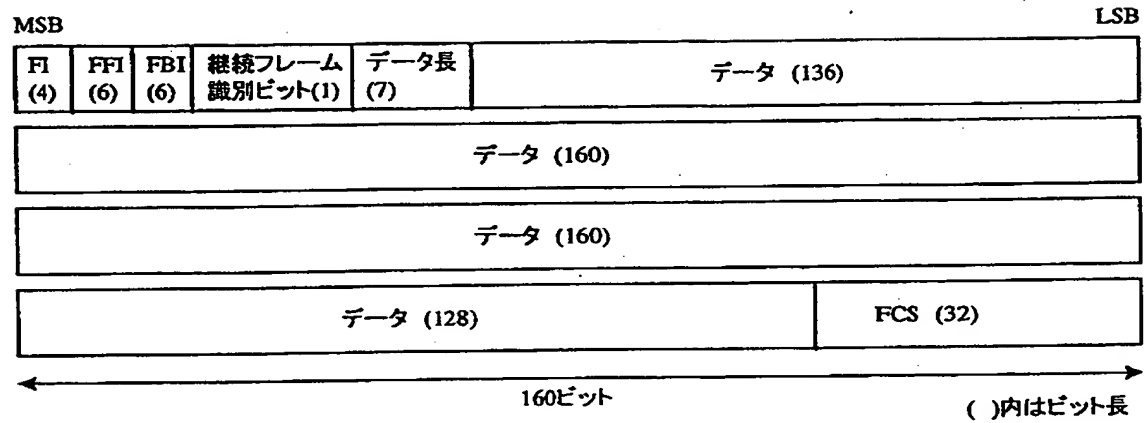 MSB
LSB
FI
(4)
FFI
(6)
FBI
(6)
継続フレーム
識別ビット(1)
データ長
(7)
データ (136)
データ (160)
データ (160)
データ (128)
FCS (32)
160ビット
( )内はビット長